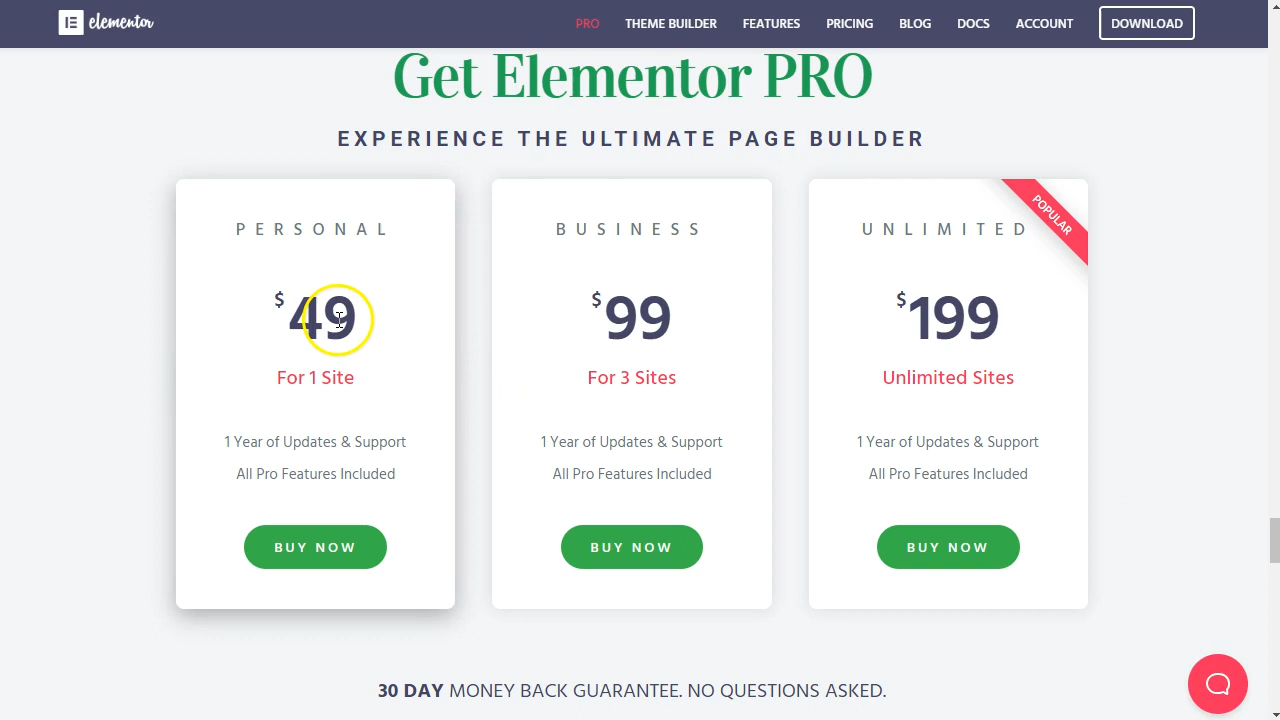 elementor
PRO THEME BUILDER FEATURES PRICING BLOG DOCS ACCOUNT DOWNLOAD
Get Elementor PRO
EXPERIENCE THE ULTIMATE PAGE BUILDER
PERSONAL
$49
For 1 Site
1 Year of Updates & Support
All Pro Features Included
BUY NOW
BUSINESS
$99
For 3 Sites
1 Year of Updates & Support
All Pro Features Included
BUY NOW
POPULAR
UNLIMITED
$199
Unlimited Sites
1 Year of Updates & Support
All Pro Features Included
BUY NOW
30 DAY MONEY BACK GUARANTEE. NO QUESTIONS ASKED.